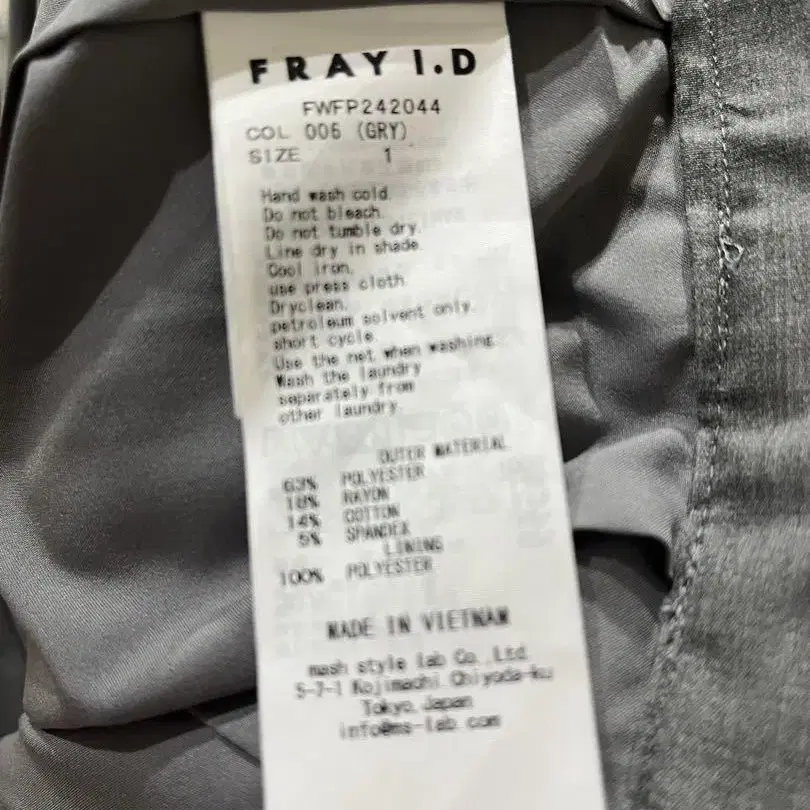 FRAY I.D
FWFP242044
COL 006 (GRY)
SIZE 1
Hand wash cold.
Do not bleach.
Do not tumble dry.
Line dry in shade.
Cool iron.
use press cloth.
Dryclean.
petroleum solvent only.
short cycle.
Use the net when washing.
Wash the laundry
separately from
other laundry.
OUTER MATERIAL
63% POLYESTER
18% RAYON
14% COTTON
5% SPANDEX
LINING
100% POLYESTER
MADE IN VIETNAM
mash style lab Co.,Ltd.
5-7-1 Kojimachi,Chiyoda-ku
Tokyo,Japan
info@ms-lab.com